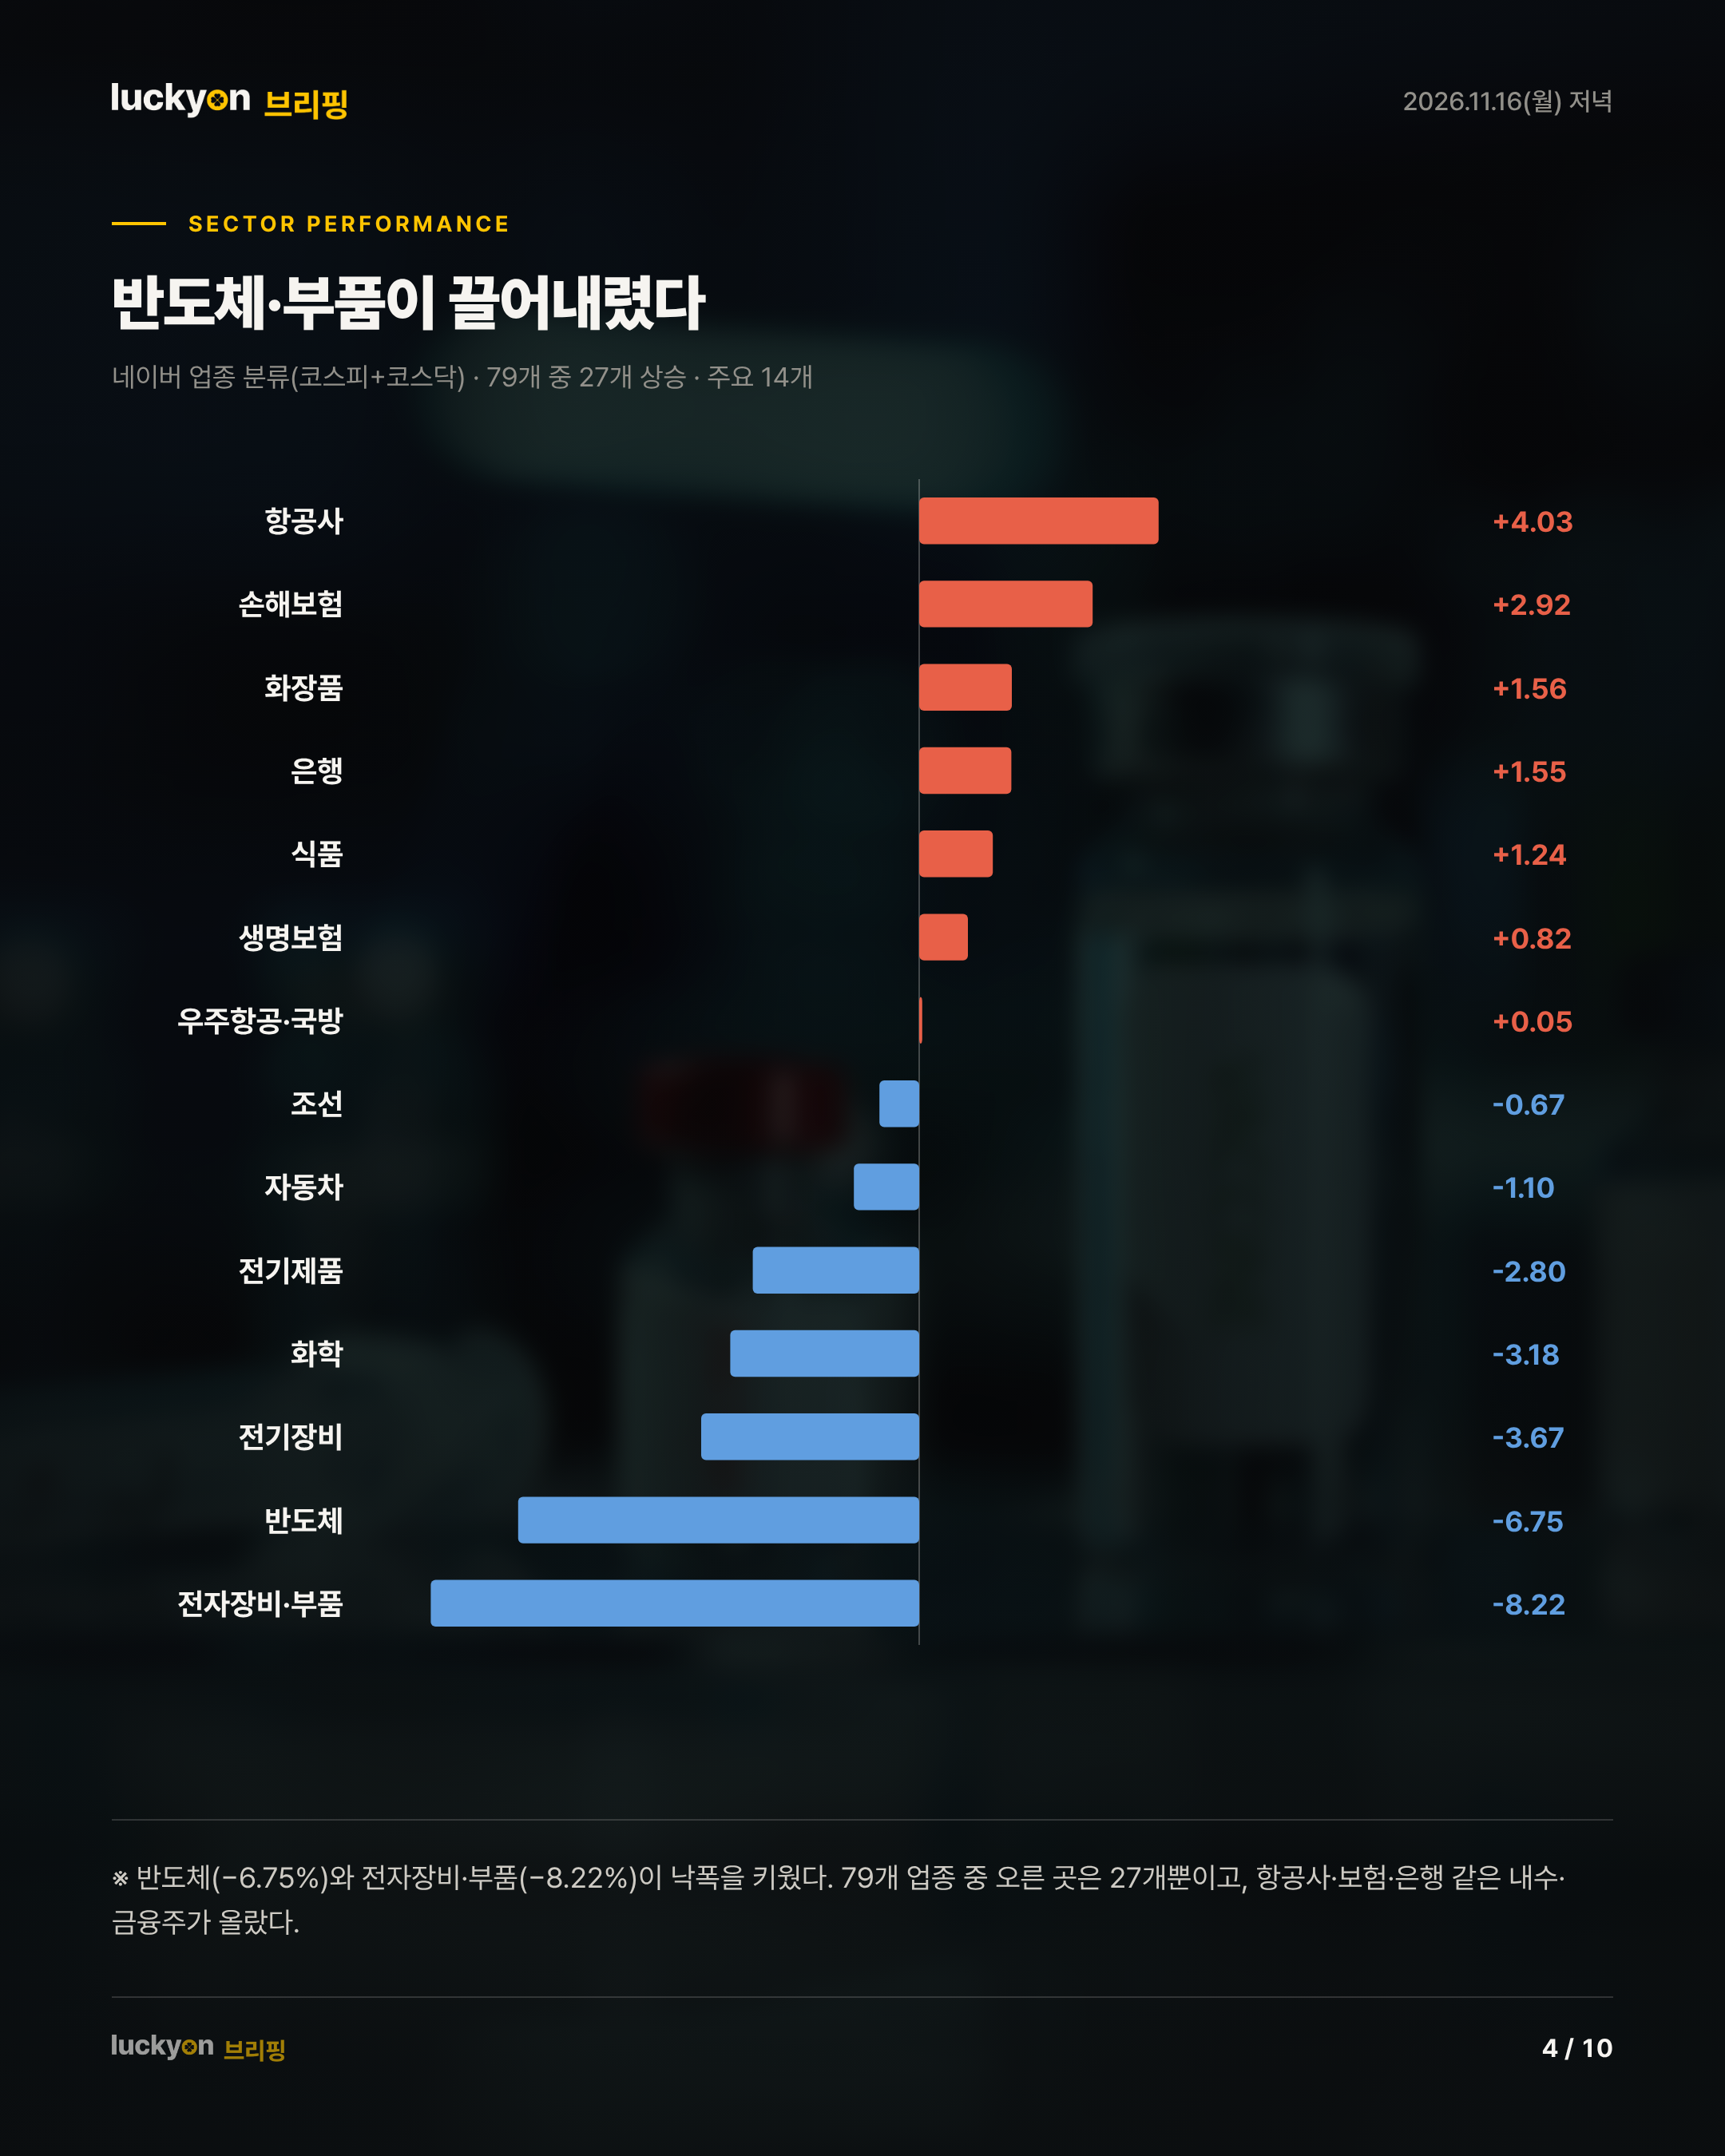 luckyon 브리핑
2026.11.16(월) 저녁
SECTOR PERFORMANCE
반도체·부품이 끌어내렸다
네이버 업종 분류(코스피+코스닥) · 79개 중 27개 상승 · 주요 14개
항공사 +4.03
손해보험 +2.92
화장품 +1.56
은행 +1.55
식품 +1.24
생명보험 +0.82
우주항공·국방 +0.05
조선 -0.67
자동차 -1.10
전기제품 -2.80
화학 -3.18
전기장비 -3.67
반도체 -6.75
전자장비·부품 -8.22
※ 반도체(−6.75%)와 전자장비·부품(−8.22%)이 낙폭을 키웠다. 79개 업종 중 오른 곳은 27개뿐이고, 항공사·보험·은행 같은 내수·
금융주가 올랐다.
luckyon 브리핑
4 / 10